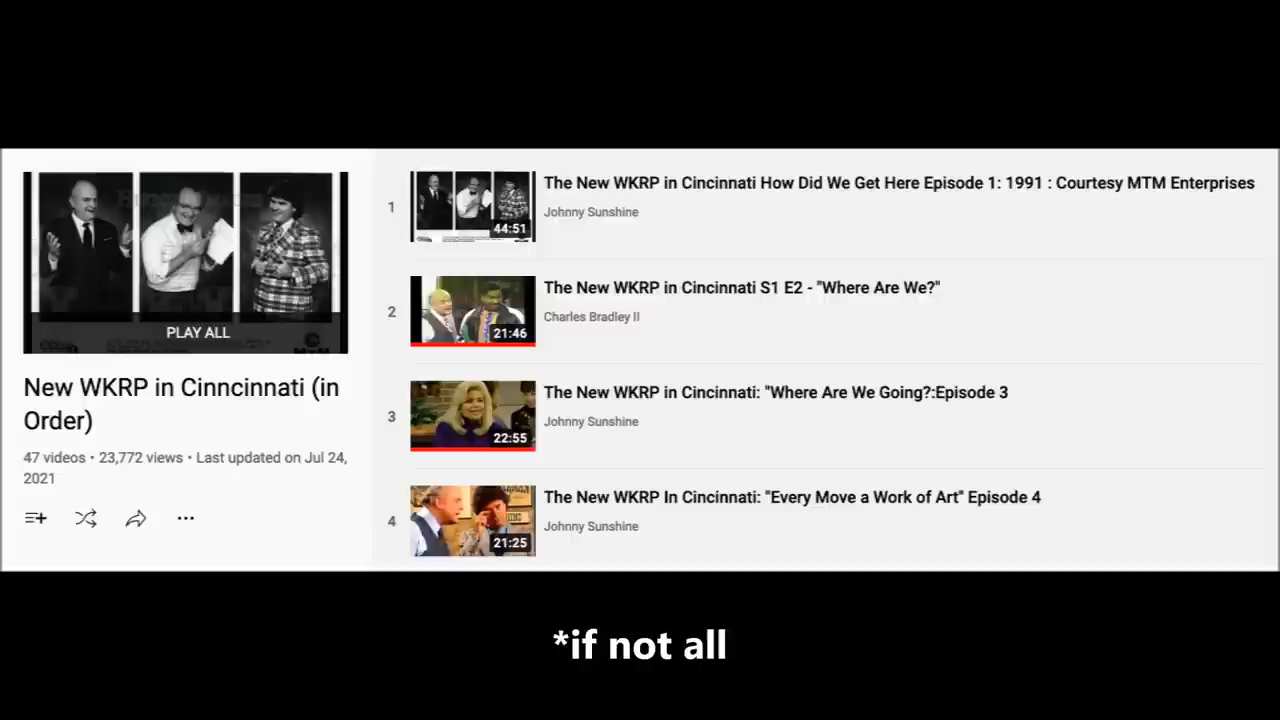 PLAY ALL
New WKRP in Cinncinnati (in
Order)
47 videos • 23,772 views • Last updated on Jul 24,
2021
1
44:51
The New WKRP in Cincinnati How Did We Get Here Episode 1: 1991 : Courtesy MTM Enterprises
Johnny Sunshine
2
21:46
The New WKRP in Cincinnati S1 E2 - "Where Are We?"
Charles Bradley II
3
22:55
The New WKRP in Cincinnati: "Where Are We Going?:Episode 3
Johnny Sunshine
4
21:25
The New WKRP In Cincinnati: "Every Move a Work of Art" Episode 4
Johnny Sunshine
*if not all